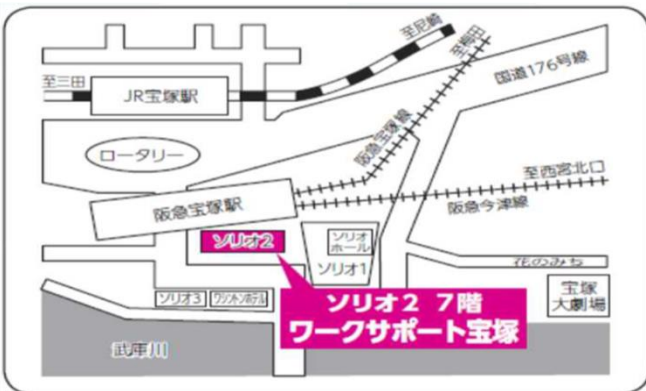 至尼崎
至梅田
国道176号線
至三田
JR宝塚駅
阪急宝塚線
ロータリー
至西宮北口
阪急宝塚駅
阪急今津線
ソリオ2
ソリオ
ホール
ソリオ1
花のみち
ソリオ3
ワシントンホテル
宝塚
大劇場
ソリオ2 7階
ワークサポート宝塚
武庫川